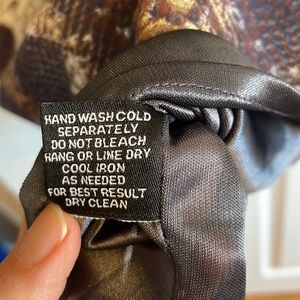 HAND WASH COLD
SEPARATELY
DO NOT BLEACH
HANG OR LINE DRY
COOL IRON
AS NEEDED
FOR BEST RESULT
DRY CLEAN